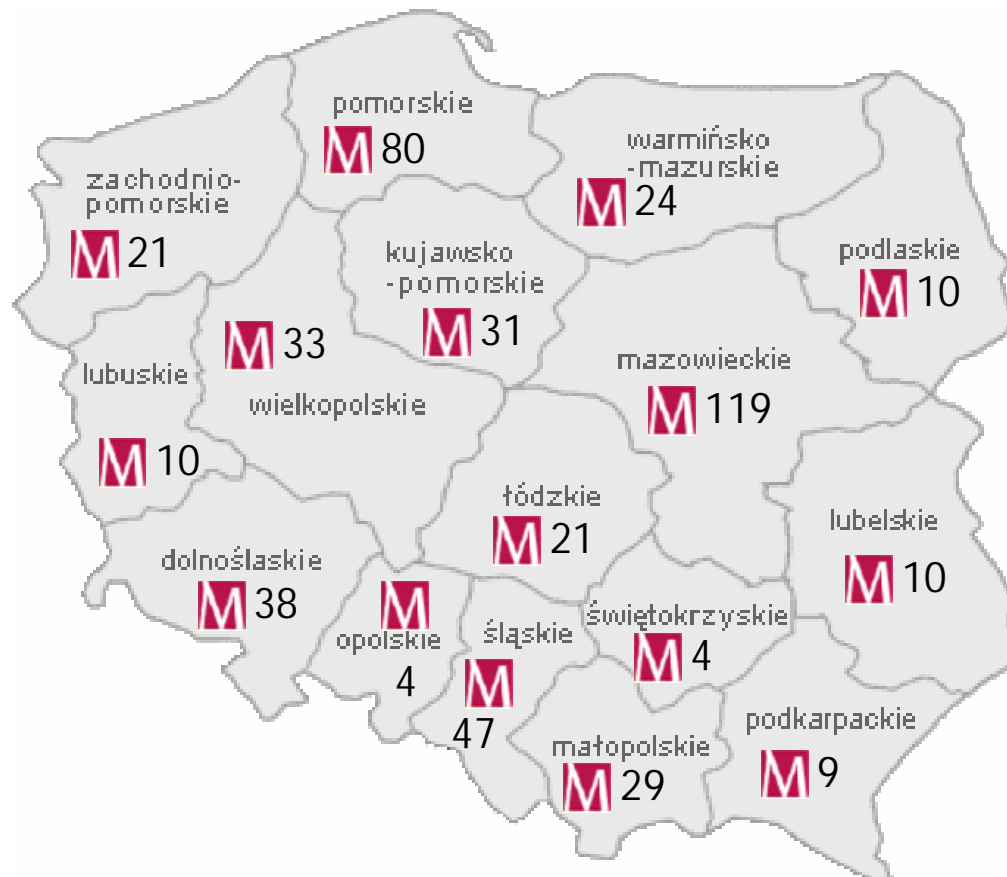 pomorskie
M 80
warmińsko
-mazurskie
M 24
zachodnio-
pomorskie
M 21
kujawsko
-pomorskie
M 31
podlaskie
M 10
M 33
wielkopolskie
mazowieckie
M 119
lubuskie
M 10
łódzkie
M 21
lubelskie
M 10
dolnośląskie
M 38
M
opolskie
4
śląskie
M
47
świętokrzyskie
M 4
małopolskie
M 29
podkarpackie
M 9